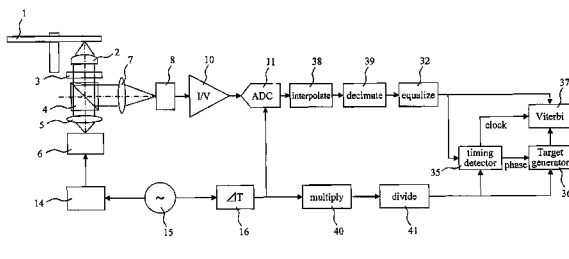 1
2
3
4
5
6
7
8
10
I/V
11
ADC
38
interpolate
39
decimate
32
equalize
37
Viterbi
clock
timing
detector
35
phase
Target
generator
36
14
~
15
⊿T
16
multiply
40
divide
41